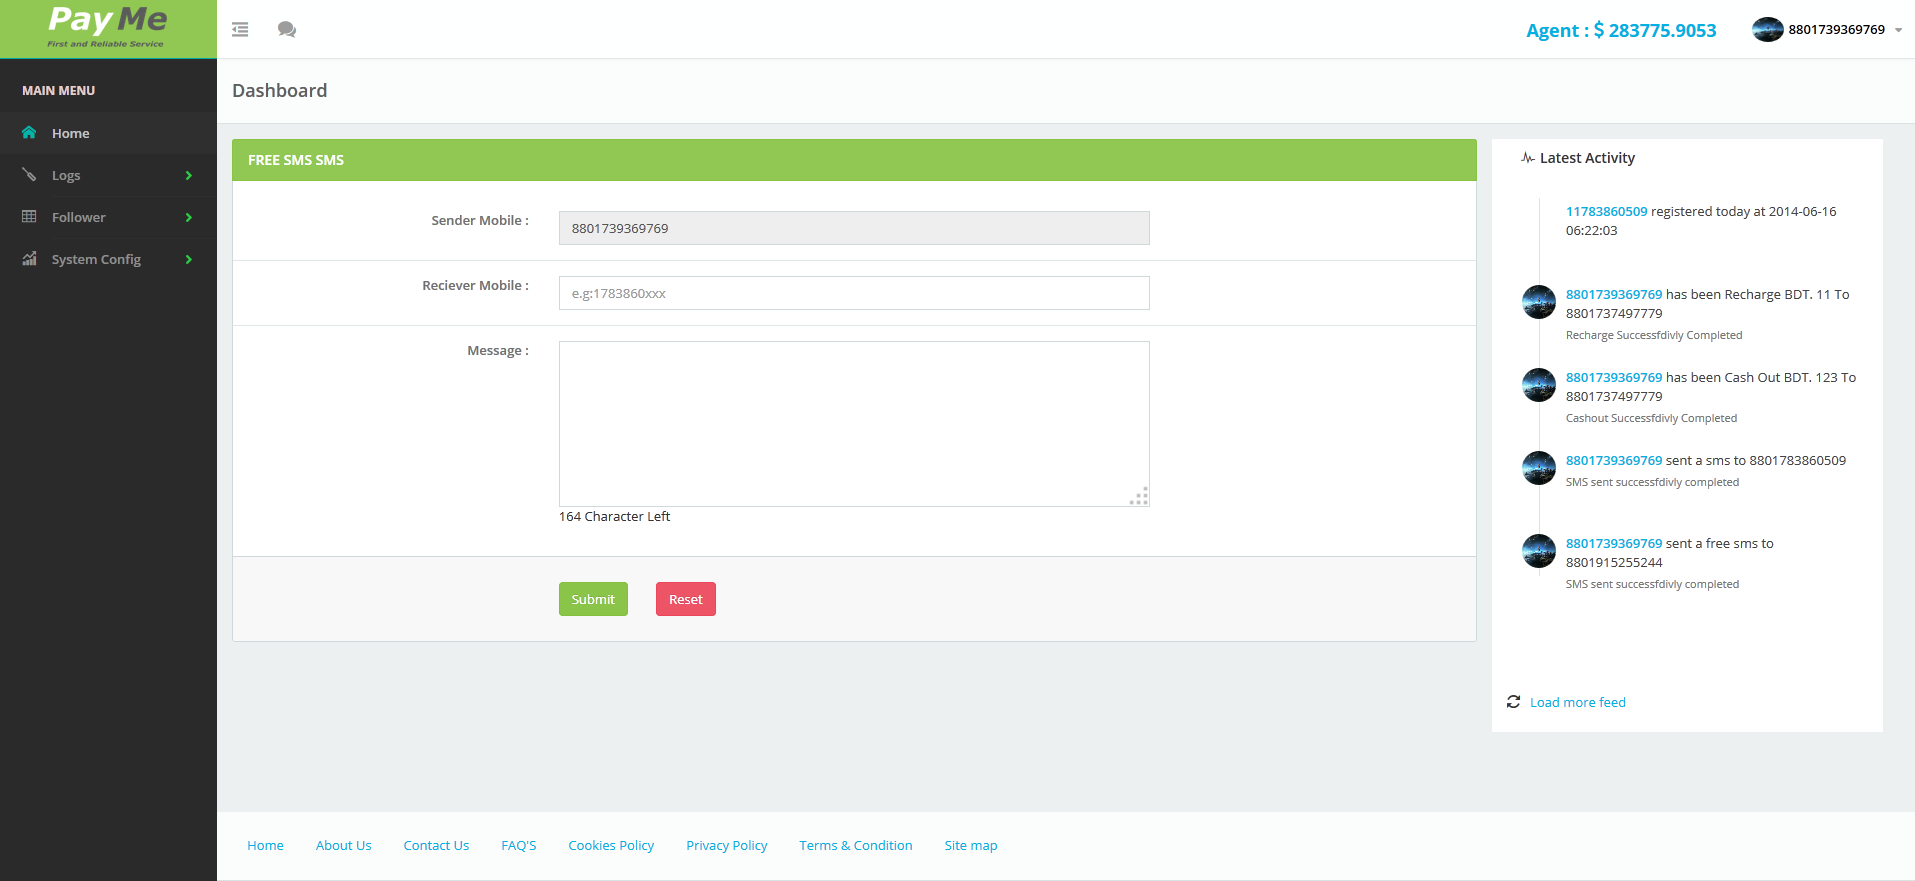 PayMe
First and Reliable Service
Agent : $ 283775.9053
8801739369769
MAIN MENU
Home
Logs
Follower
System Config
Dashboard
FREE SMS SMS
Sender Mobile :
8801739369769
Reciever Mobile :
e.g:1783860xxx
Message :
164 Character Left
Submit
Reset
Latest Activity
11783860509 registered today at 2014-06-16
06:22:03
8801739369769 has been Recharge BDT. 11 To
8801737497779
Recharge Successfdivly Completed
8801739369769 has been Cash Out BDT. 123 To
8801737497779
Cashout Successfdivly Completed
8801739369769 sent a sms to 8801783860509
SMS sent successfdivly completed
8801739369769 sent a free sms to
8801915255244
SMS sent successfdivly completed
Load more feed
Home
About Us
Contact Us
FAQ'S
Cookies Policy
Privacy Policy
Terms & Condition
Site map